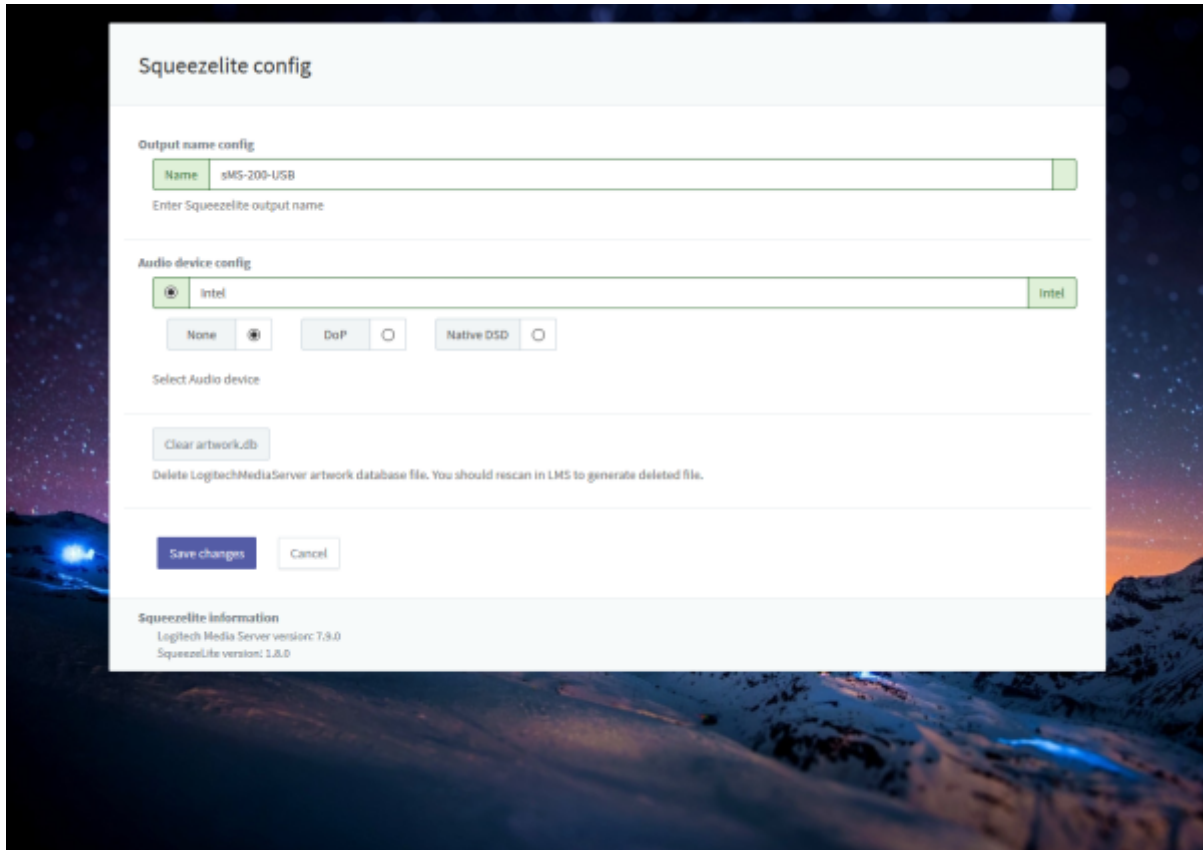 Squeezelite config
Output name config
Name sMS-200-USB
Enter Squeezelite output name
Audio device config
Intel Intel
None DoP Native DSD
Select Audio device
Clear artwork.db
Delete LogitechMediaServer artwork database file. You should rescan in LMS to generate deleted file.
Save changes Cancel
Squeezelite information
Logitech Media Server version: 7.9.0
SqueezeLite version: 1.8.0